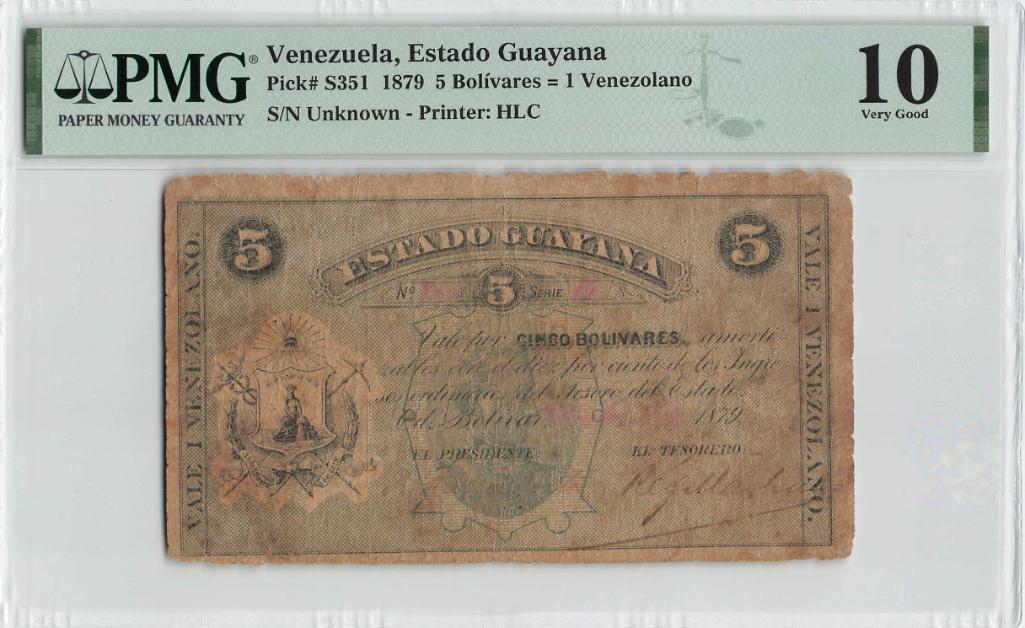 PMG®
PAPER MONEY GUARANTY
Venezuela, Estado Guayana
Pick# S351 1879 5 Bolívares = 1 Venezolano
S/N Unknown - Printer: HLC
10
Very Good
5
5
ESTADO GUAYANA
Nº 5 SERIE
VALE 1 VENEZOLANO.
VALE 1 VENEZOLANO.
Vale por CINCO BOLIVARES, amorti-
zables con el diez por ciento de los Ingre
sos ordinarios del Tesoro del Estado.
Cd. Bolívar 1879
EL PRESIDENTE:
EL TESORERO: